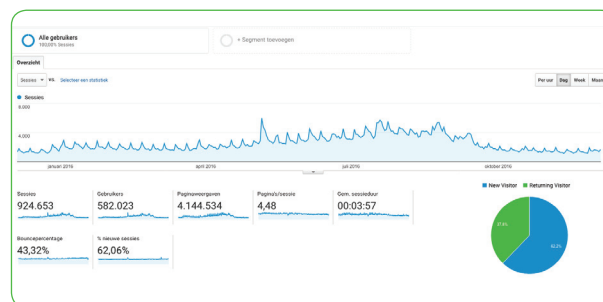 Alle gebruikers
100,00% Sessies
+ Segment toevoegen
Overzicht
Sessies vs. Selecteer een statistiek
Per uur Dag Week Maand
Sessies
8.000
4.000
januari 2016 april 2016 juli 2016 oktober 2016
Sessies Gebruikers Paginaweergaven Pagina's/sessie Gem. sessieduur
924.653 582.023 4.144.534 4,48 00:03:57
Bouncepercentage % nieuwe sessies
43,32% 62,06%
New Visitor Returning Visitor